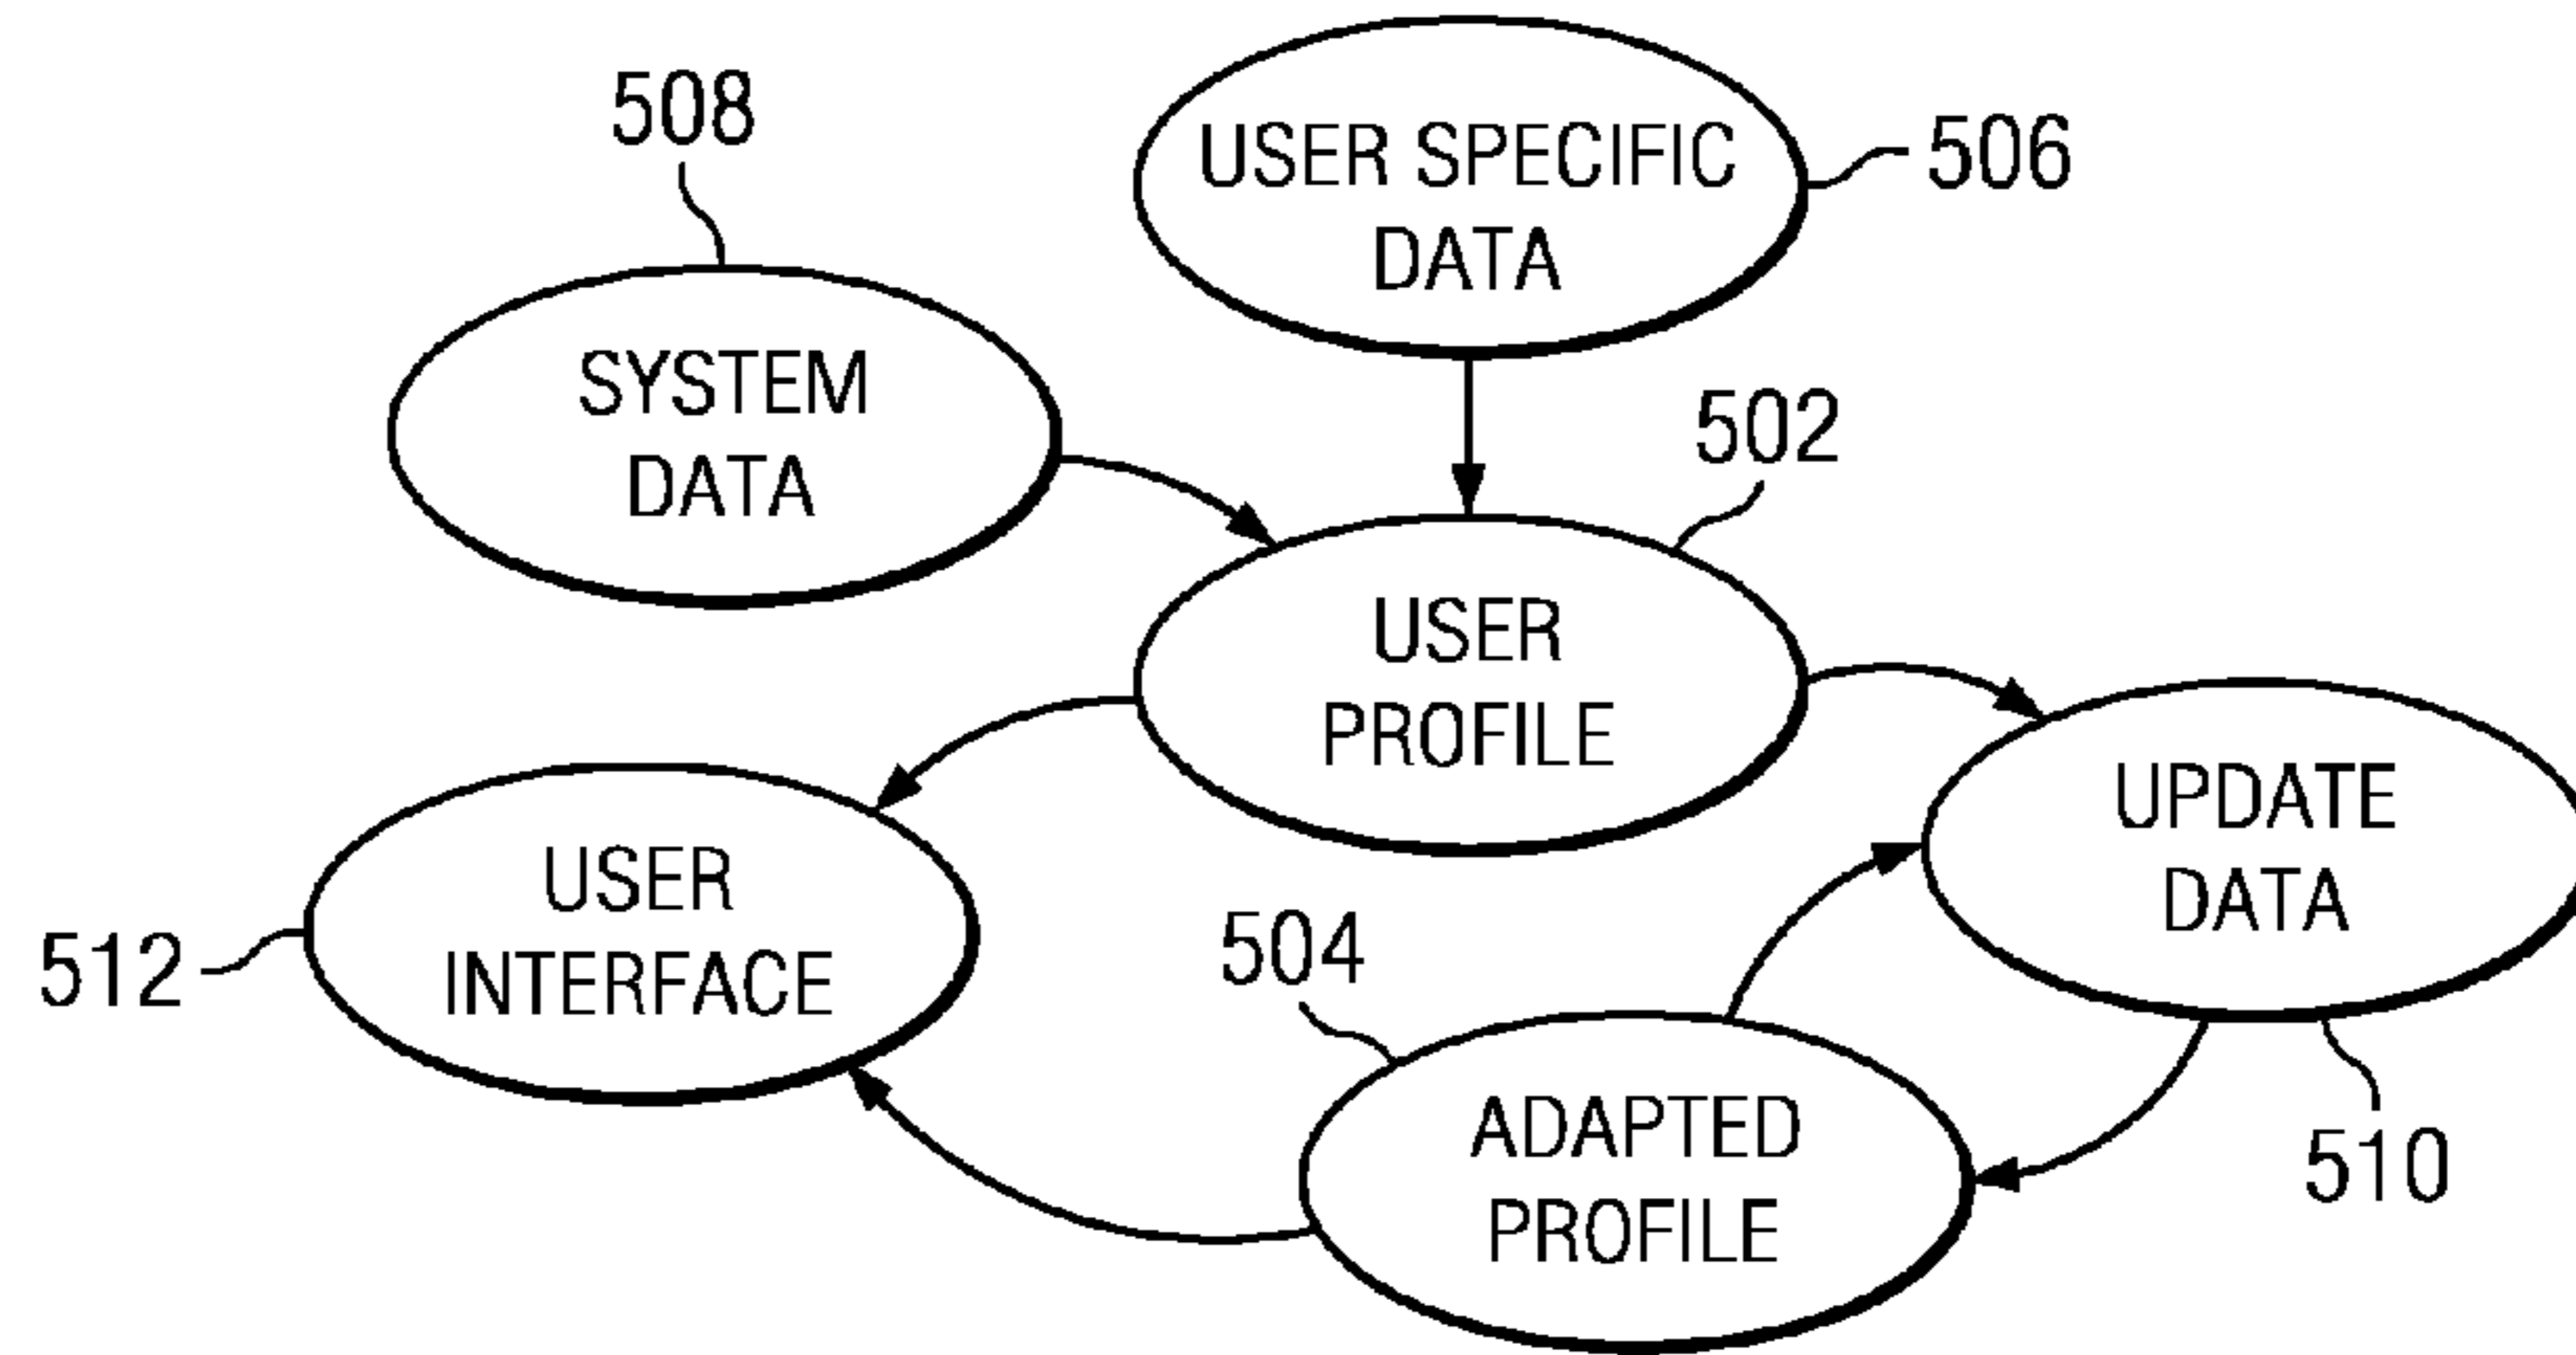 508
USER SPECIFIC
DATA
506
SYSTEM
DATA
502
USER
PROFILE
UPDATE
DATA
USER
INTERFACE
512
504
ADAPTED
PROFILE
510